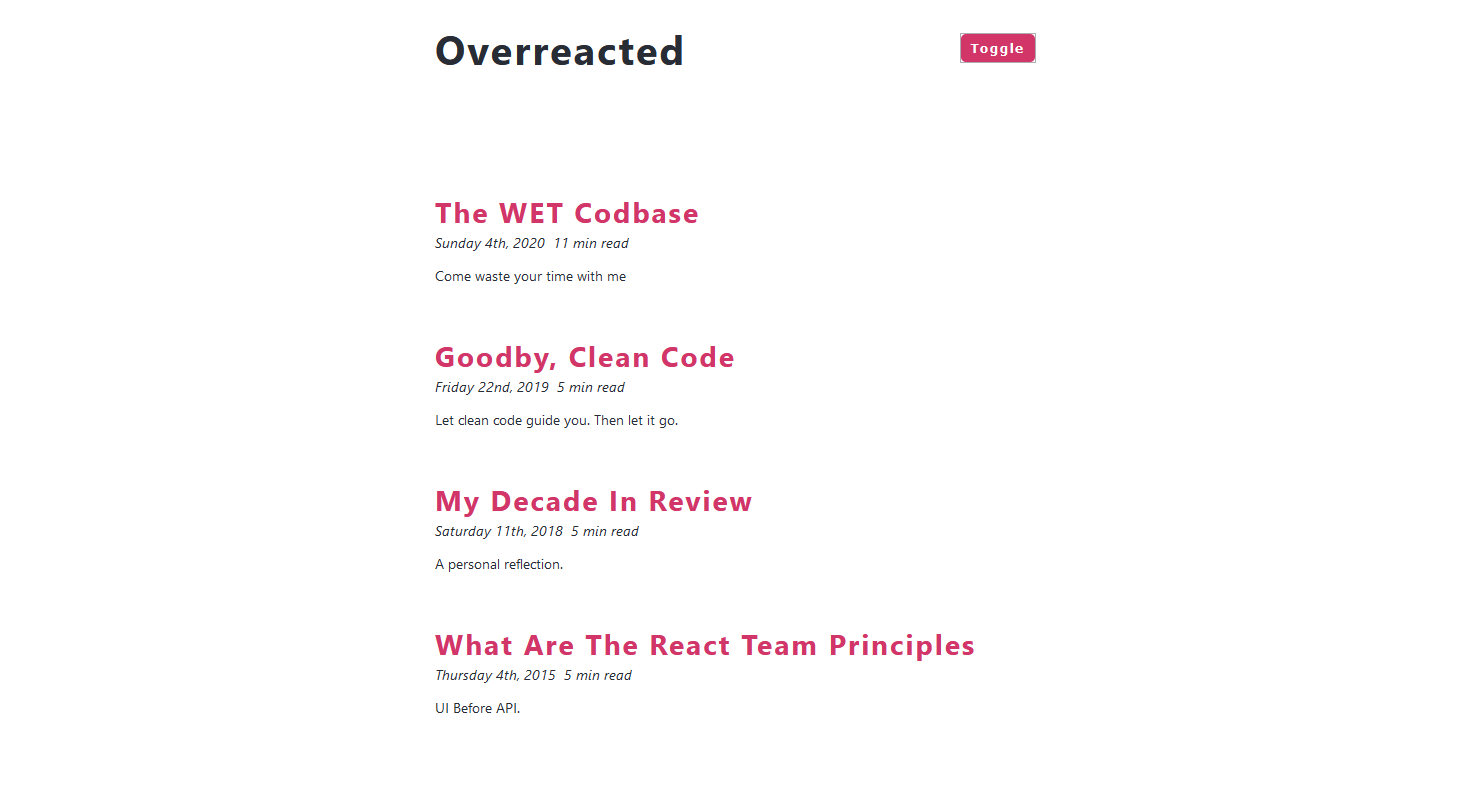 Overreacted
Toggle
The WET Codbase
Sunday 4th, 2020 11 min read
Come waste your time with me
Goodby, Clean Code
Friday 22nd, 2019 5 min read
Let clean code guide you. Then let it go.
My Decade In Review
Saturday 11th, 2018 5 min read
A personal reflection.
What Are The React Team Principles
Thursday 4th, 2015 5 min read
UI Before API.